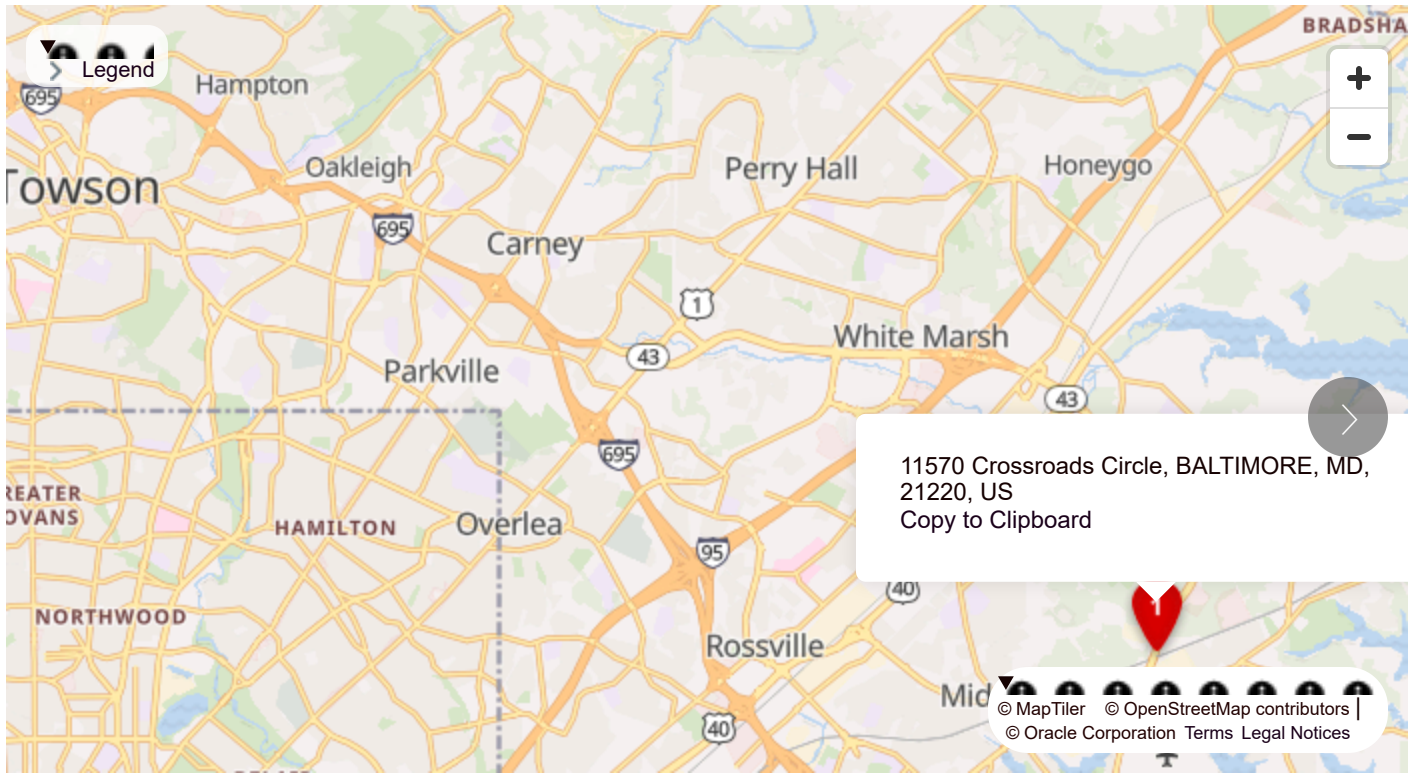 BRADSHA
Legend
Hampton
695
Oakleigh
Perry Hall
Honeygo
Towson
695
Carney
1
White Marsh
43
Parkville
43
695
11570 Crossroads Circle, BALTIMORE, MD,
21220, US
Copy to Clipboard
REATER
OVANS
HAMILTON
Overlea
95
40
1
NORTHWOOD
Rossville
Mid
40
© MapTiler © OpenStreetMap contributors |
© Oracle Corporation Terms Legal Notices